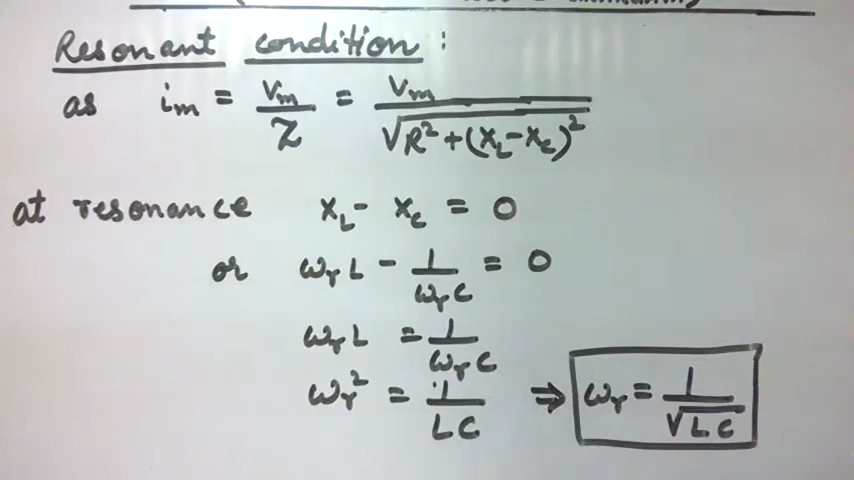 Resonant condition :
as i_m = V_m / Z = V_m / √(R² + (X_L - X_C)²)
at resonance X_L - X_C = 0
or ω_r L - 1 / (ω_r C) = 0
ω_r L = 1 / (ω_r C)
ω_r² = 1 / (LC) ⇒ ω_r = 1 / √(L.C)